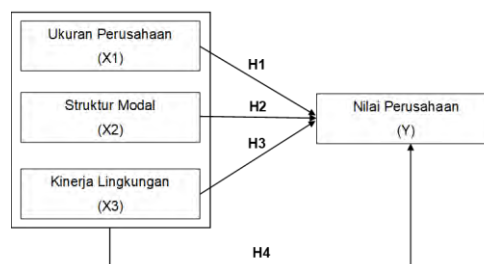 Ukuran Perusahaan
(X1)
H1
Struktur Modal
(X2)
H2
Nilai Perusahaan
(Y)
H3
Kinerja Lingkungan
(X3)
H4